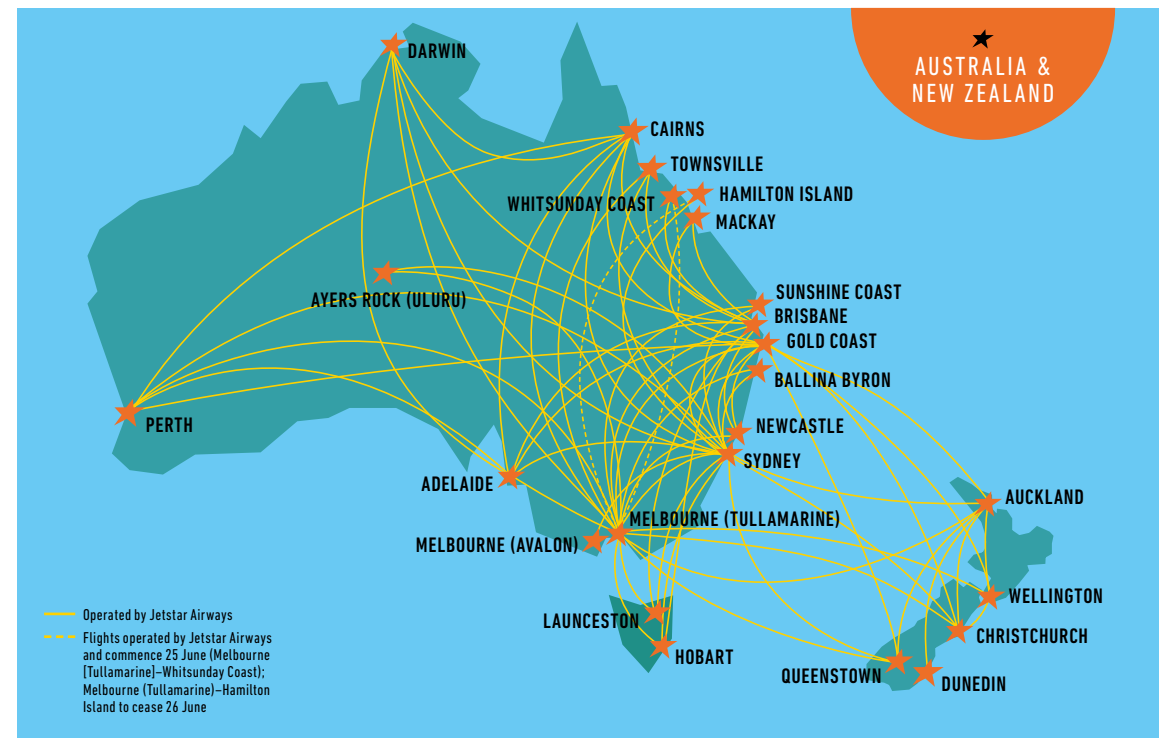 AUSTRALIA &
NEW ZEALAND
DARWIN
CAIRNS
TOWNSVILLE
HAMILTON ISLAND
WHITSUNDAY COAST
MACKAY
AYERS ROCK (ULURU)
SUNSHINE COAST
BRISBANE
GOLD COAST
BALLINA BYRON
PERTH
NEWCASTLE
SYDNEY
ADELAIDE
AUCKLAND
MELBOURNE (TULLAMARINE)
MELBOURNE (AVALON)
WELLINGTON
LAUNCESTON
CHRISTCHURCH
HOBART
QUEENSTOWN
DUNEDIN
Operated by Jetstar Airways
Flights operated by Jetstar Airways
and commence 25 June (Melbourne
[Tullamarine]–Whitsunday Coast);
Melbourne (Tullamarine)–Hamilton
Island to cease 26 June